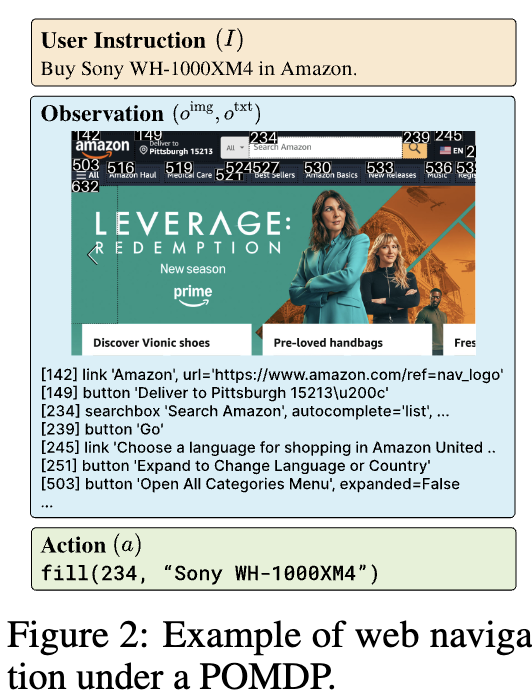 User Instruction (I)
Buy Sony WH-1000XM4 in Amazon.
Observation (o^img, o^txt)
142 149 234 239 245
amazon Deliver to Pittsburgh 15213 All Search Amazon EN 2
503 516 519 521 524 527 530 533 536 53
All Amazon Haul Medical Care Best Sellers Amazon Basics New Releases Music Regis
632
LEVERAGE:
REDEMPTION
New season
prime
Discover Vionic shoes Pre-loved handbags Fres
[142] link 'Amazon', url='https://www.amazon.com/ref=nav_logo'
[149] button 'Deliver to Pittsburgh 15213\u200c'
[234] searchbox 'Search Amazon', autocomplete='list', ...
[239] button 'Go'
[245] link 'Choose a language for shopping in Amazon United ..
[251] button 'Expand to Change Language or Country'
[503] button 'Open All Categories Menu', expanded=False
...
Action (a)
fill(234, “Sony WH-1000XM4”)
Figure 2: Example of web naviga
tion under a POMDP.